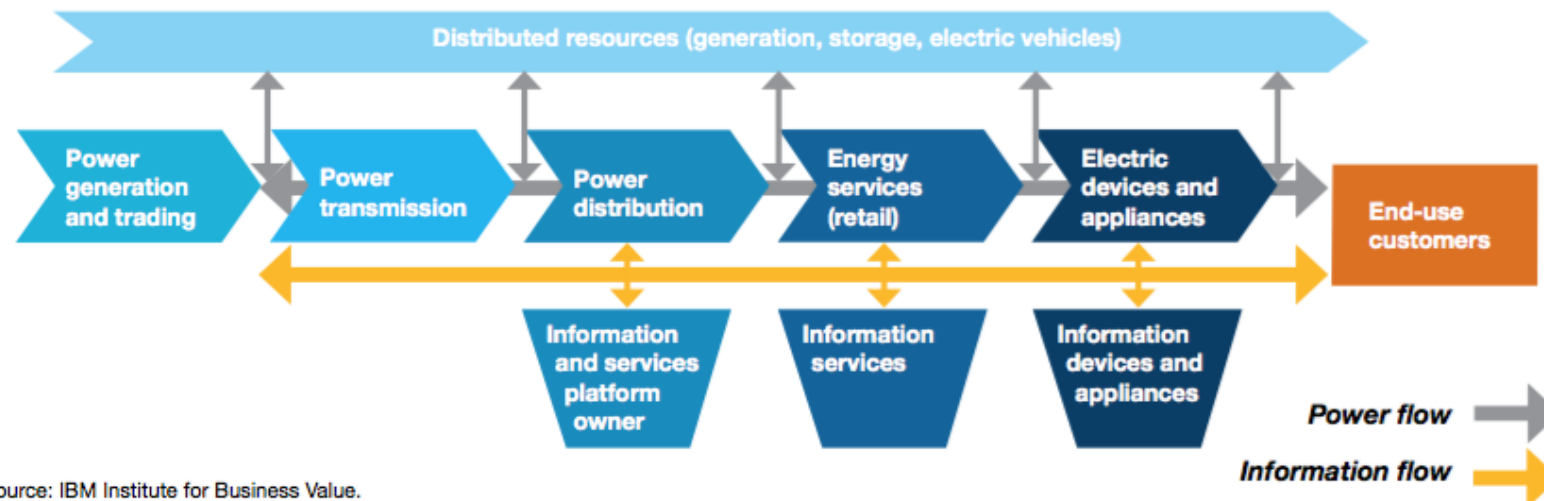 Distributed resources (generation, storage, electric vehicles)
Power
generation
and trading
Power
transmission
Power
distribution
Energy
services
(retail)
Electric
devices and
appliances
End-use
customers
Information
and services
platform
owner
Information
services
Information
devices and
appliances
Power flow
Information flow
ource: IBM Institute for Business Value.